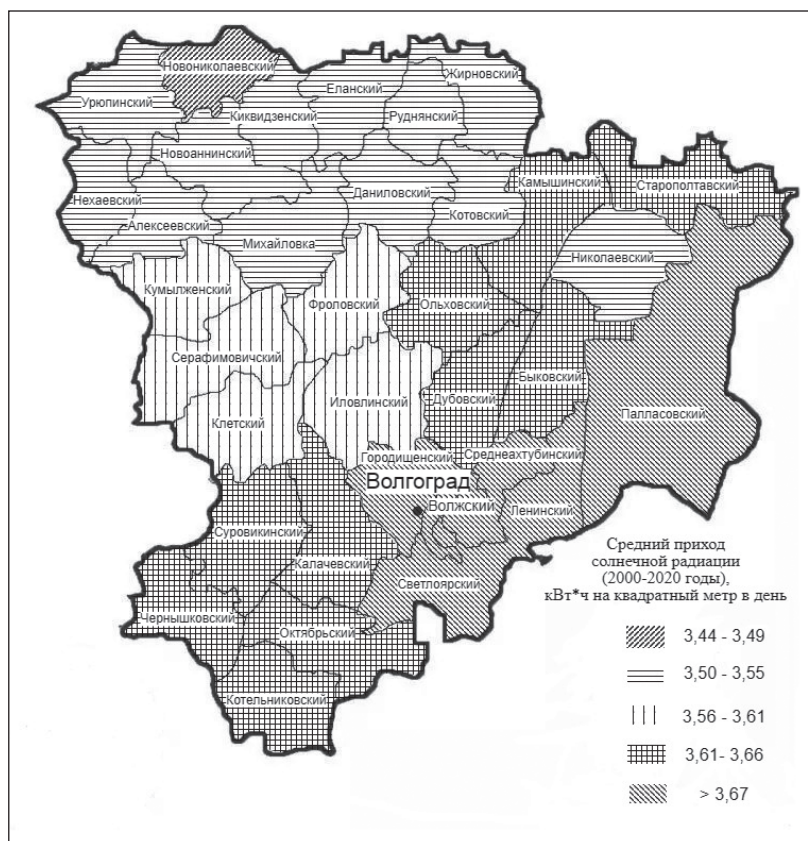 Новониколаевский
Жирновский
Еланский
Урюпинский
Киквидзенский
Руднянский
Новоаннинский
Камышинский
Старополтавский
Нехаевский
Даниловский
Котовский
Алексеевский
Михайловка
Николаевский
Кумылженский
Фроловский
Ольховский
Серафимовичский
Быковский
Иловлинский
Дубовский
Палласовский
Клетский
Городищенский
Среднеахтубинский
Волгоград
Волжский
Ленинский
Суровикинский
Калачевский
Светлоярский
Чернышковский
Октябрьский
Котельниковский
Средний приход
солнечной радиации
(2000-2020 годы),
кВт*ч на квадратный метр в день
3,44 - 3,49
3,50 - 3,55
3,56 - 3,61
3,61- 3,66
> 3,67